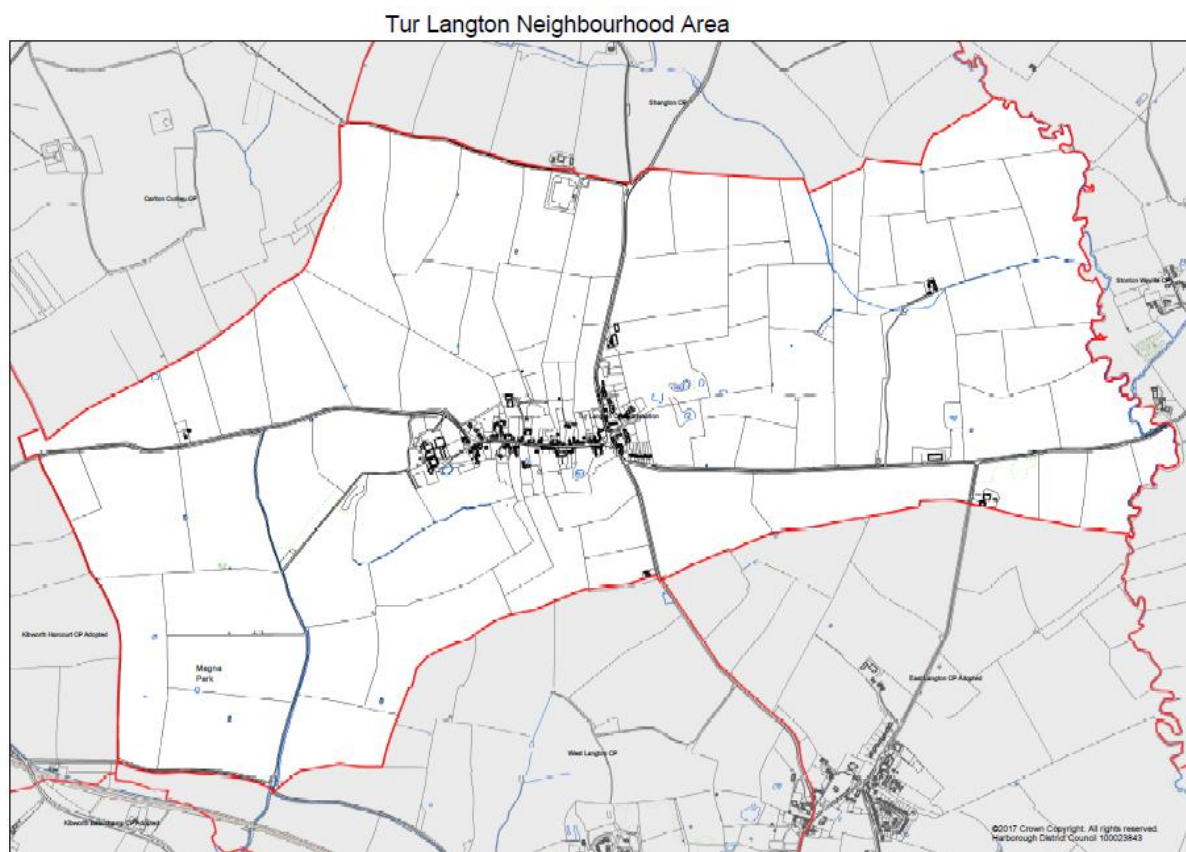 Tur Langton Neighbourhood Area
Shangton CP
Carlton Curlieu CP
Stonton Wyville CP
Kibworth Harcourt CP Adopted
Magna
Park
East Langton CP Adopted
West Langton CP
Kibworth Beauchamp CP Adopted
©2017 Crown Copyright. All rights reserved.
Harborough District Council 100023843